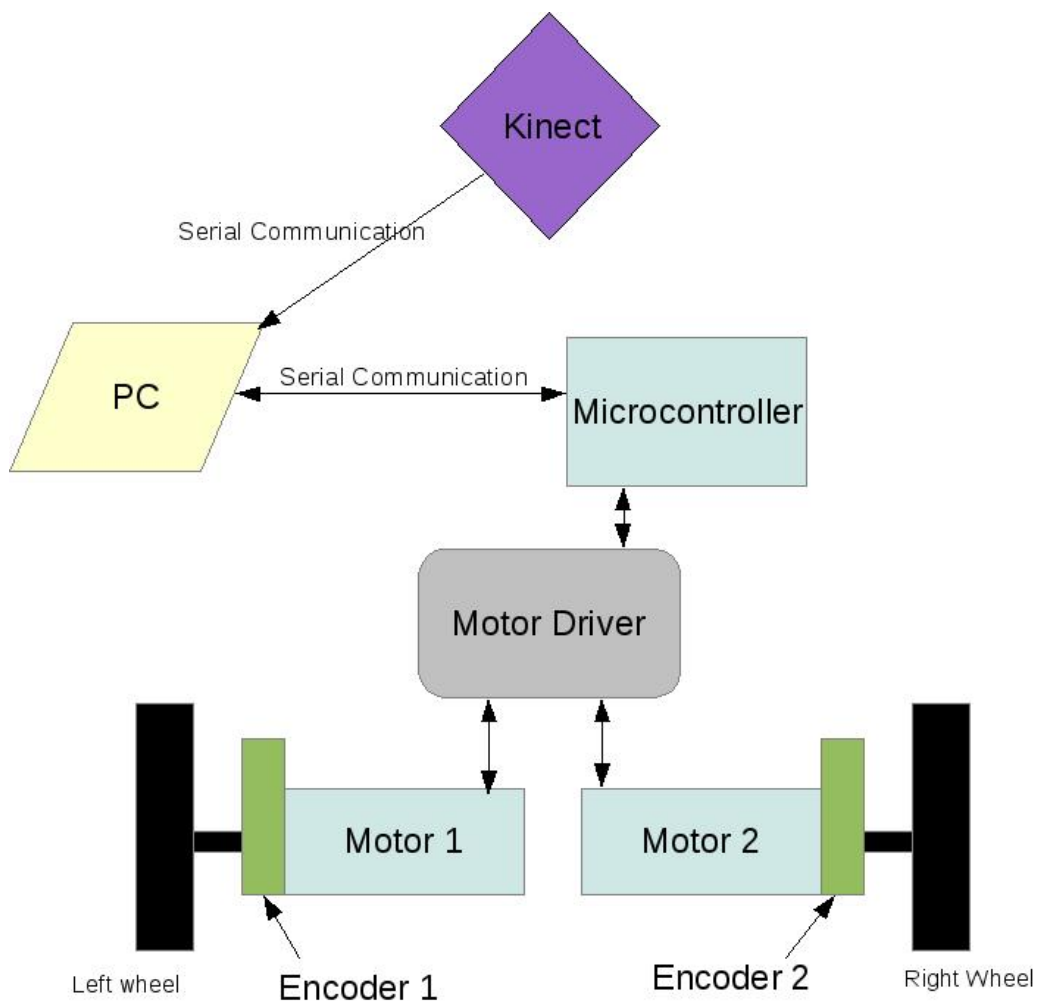 Kinect
Serial Communication
PC
Serial Communication
Microcontroller
Motor Driver
Motor 1
Motor 2
Left wheel
Encoder 1
Encoder 2
Right Wheel